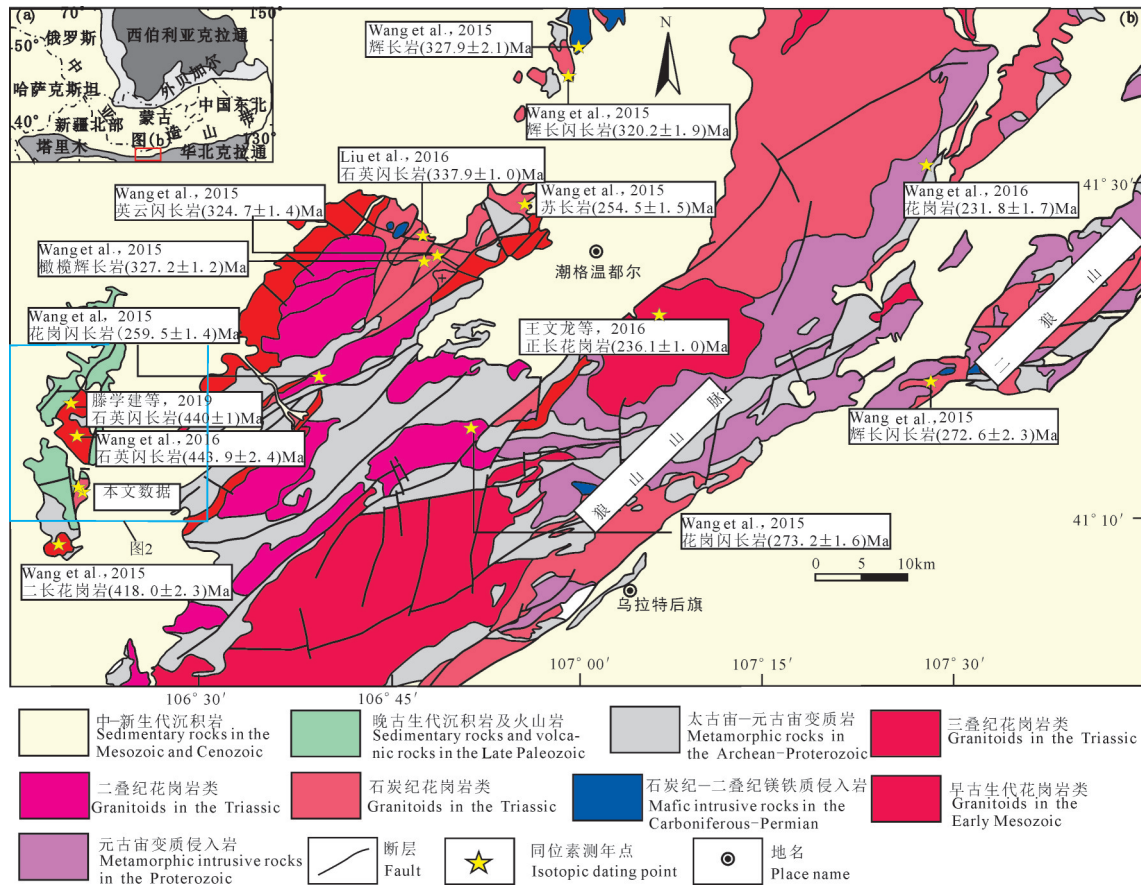 (a)
70°
150°
50°
俄罗斯
西伯利亚克拉通
中
外贝加尔
哈萨克斯坦
亚
蒙古
中国东北
新疆北部
造
山
带
40°
130°
塔里木
图(b)
华北克拉通
(b)
N
Wang et al., 2015
辉长岩(327.9±2.1)Ma
Wang et al., 2015
辉长闪长岩(320.2±1.9)Ma
Liu et al., 2016
石英闪长岩(337.9±1.0)Ma
Wang et al., 2015
英云闪长岩(324.7±1.4)Ma
Wang et al., 2015
苏长岩(254.5±1.5)Ma
Wang et al., 2016
花岗岩(231.8±1.7)Ma
41°30′
Wang et al., 2015
橄榄辉长岩(327.2±1.2)Ma
潮格温都尔
Wang et al., 2015
花岗闪长岩(259.5±1.4)Ma
王文龙等, 2016
正长花岗岩(236.1±1.0)Ma
二狼山
滕学建等, 2019
石英闪长岩(440±1)Ma
Wang et al., 2016
石英闪长岩(443.9±2.4)Ma
狼山山脉
Wang et al., 2015
辉长闪长岩(272.6±2.3)Ma
本文数据
图2
41°10′
Wang et al., 2015
花岗闪长岩(273.2±1.6)Ma
Wang et al., 2015
二长花岗岩(418.0±2.3)Ma
0 5 10km
乌拉特后旗
107°00′
107°15′
107°30′
106°30′
106°45′
中–新生代沉积岩
Sedimentary rocks in the
Mesozoic and Cenozoic
晚古生代沉积岩及火山岩
Sedimentary rocks and volca-
nic rocks in the Late Paleozoic
太古宙–元古宙变质岩
Metamorphic rocks in
the Archean–Proterozoic
三叠纪花岗岩类
Granitoids in the Triassic
二叠纪花岗岩类
Granitoids in the Triassic
石炭纪花岗岩类
Granitoids in the Triassic
石炭纪–二叠纪镁铁质侵入岩
Mafic intrusive rocks in the
Carboniferous–Permian
早古生代花岗岩类
Granitoids in the
Early Mesozoic
元古宙变质侵入岩
Metamorphic intrusive rocks
in the Proterozoic
断层
Fault
同位素测年点
Isotopic dating point
地名
Place name